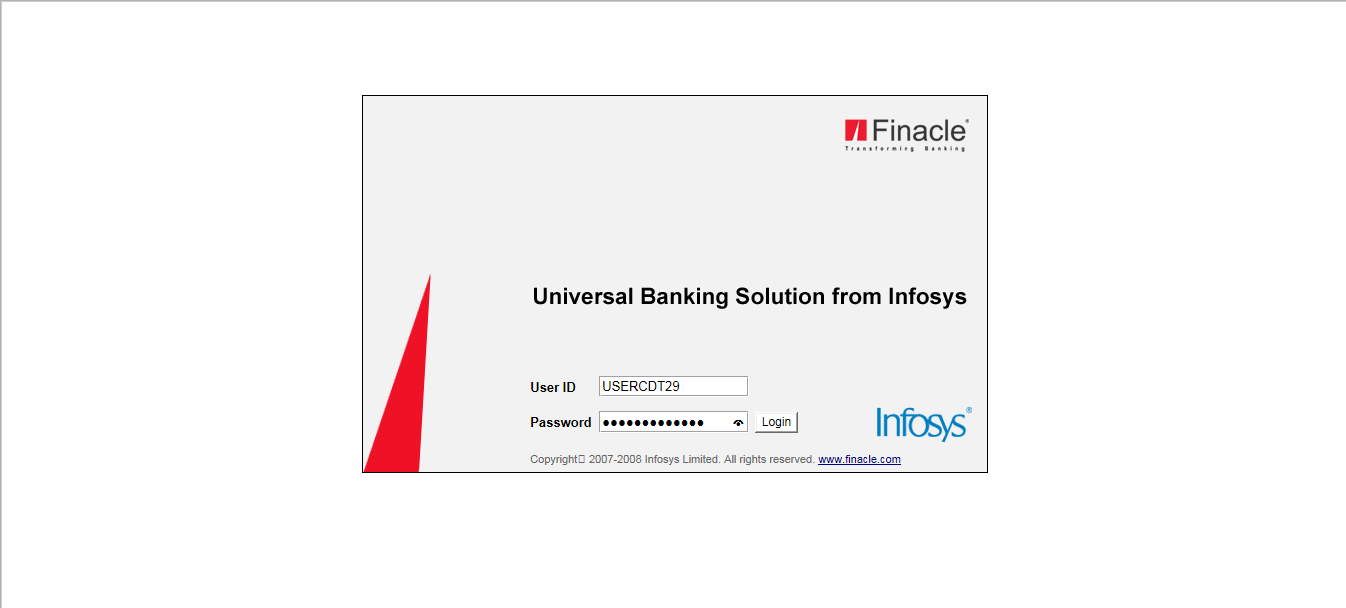 Finacle®
Transforming Banking
Universal Banking Solution from Infosys
User ID USERCDT29
Password ●●●●●●●●●●●●● Login
Infosys®
Copyright□ 2007-2008 Infosys Limited. All rights reserved. www.finacle.com